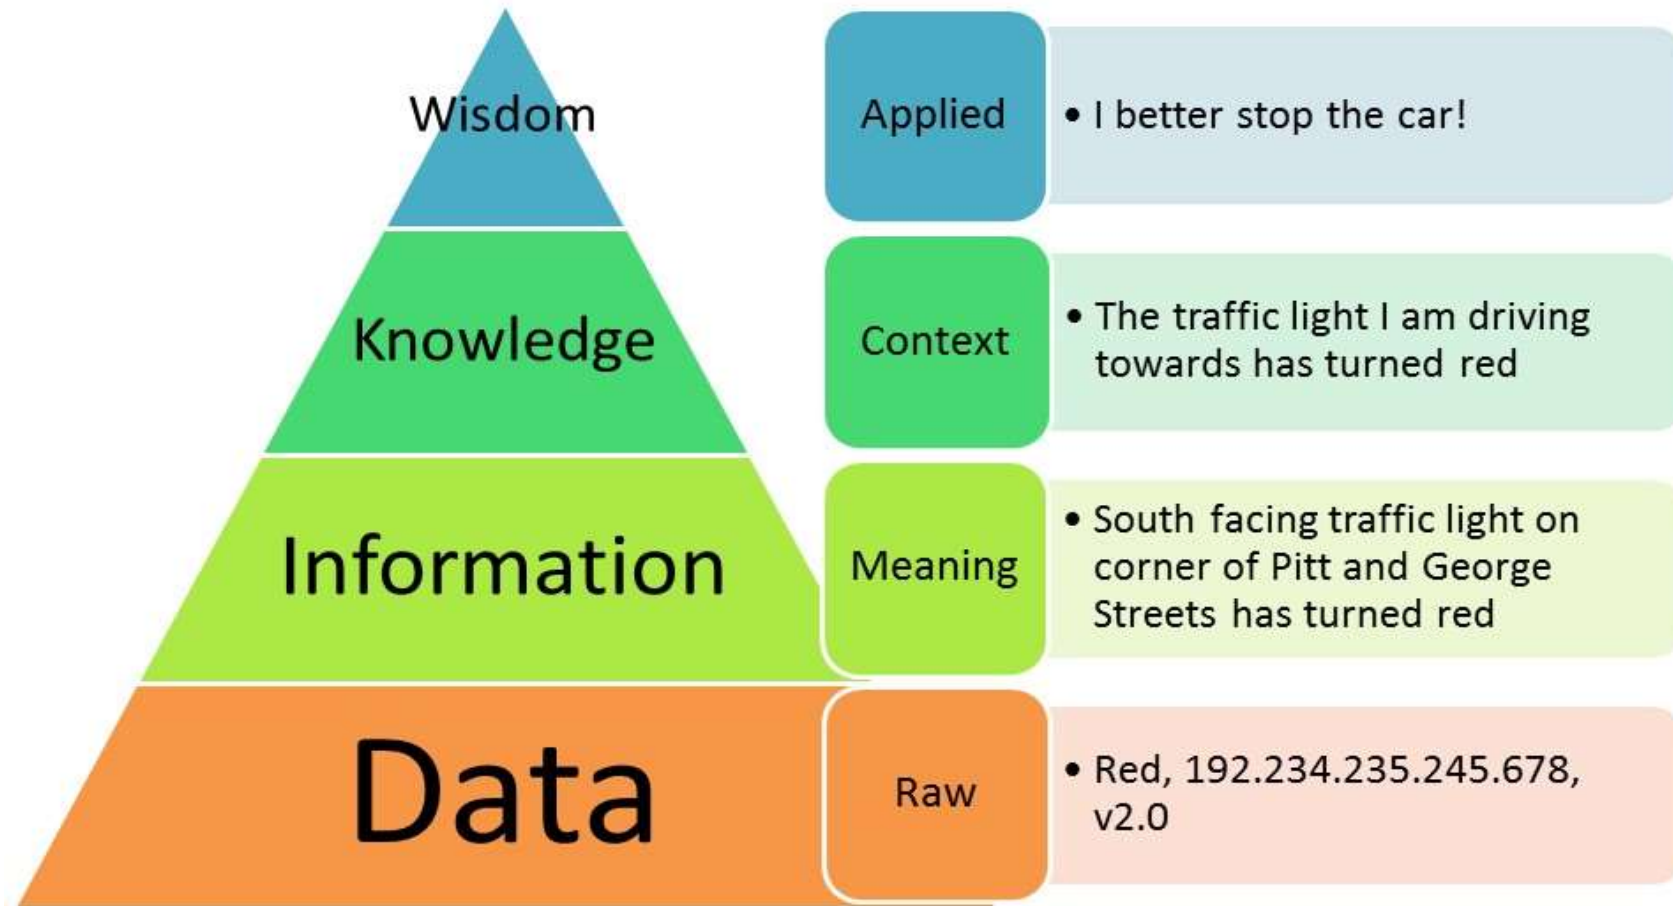 Wisdom
Applied
• I better stop the car!
Knowledge
Context
• The traffic light I am driving
towards has turned red
Information
Meaning
• South facing traffic light on
corner of Pitt and George
Streets has turned red
Data
Raw
• Red, 192.234.235.245.678,
v2.0